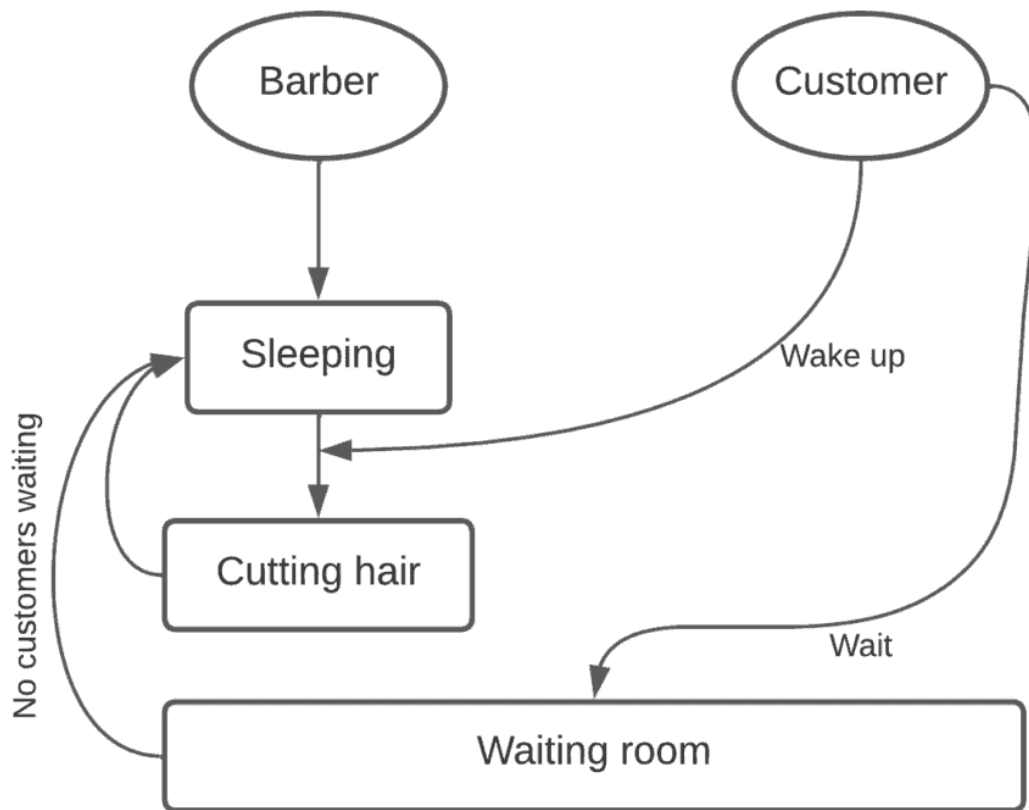 Barber
Customer
Sleeping
Wake up
No customers waiting
Cutting hair
Wait
Waiting room